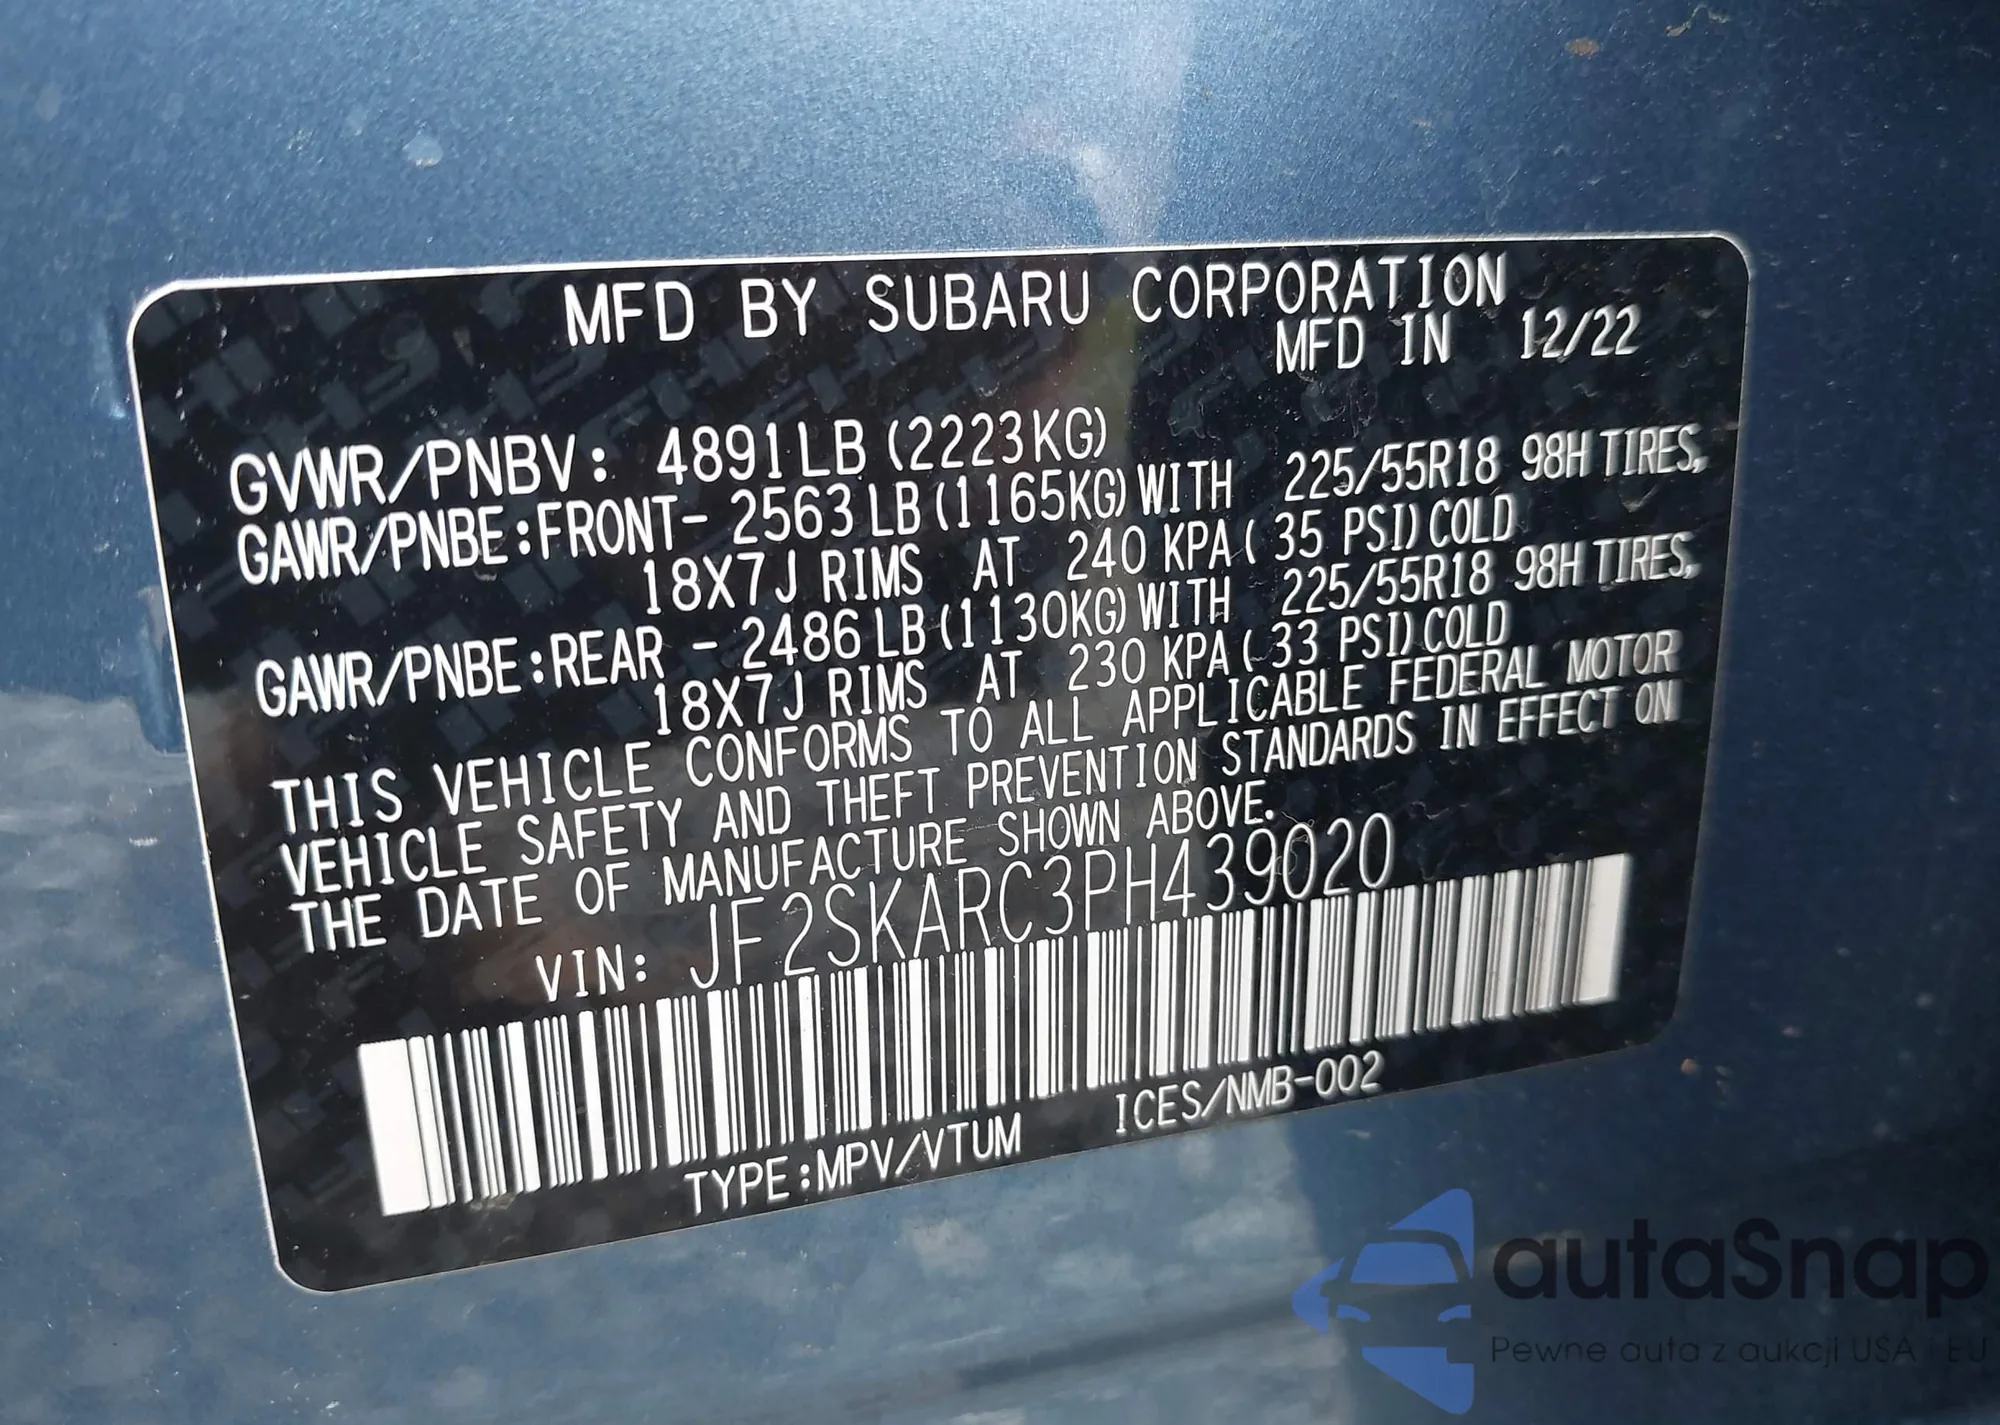 MFD BY SUBARU CORPORATION
MFD IN 12/22
GVWR/PNBV: 4891LB (2223KG)
GAWR/PNBE:FRONT- 2563 LB (1165KG) WITH 225/55R18 98H TIRES,
18X7J RIMS AT 240 KPA ( 35 PSI) COLD
GAWR/PNBE:REAR - 2486 LB (1130KG) WITH 225/55R18 98H TIRES,
18X7J RIMS AT 230 KPA ( 33 PSI) COLD
THIS VEHICLE CONFORMS TO ALL APPLICABLE FEDERAL MOTOR
VEHICLE SAFETY AND THEFT PREVENTION STANDARDS IN EFFECT ON
THE DATE OF MANUFACTURE SHOWN ABOVE.
VIN: JF2SKARC3PH439020
TYPE:MPV/VTUM ICES/NMB-002
autaSnap
Pewne auta z aukcji USA i EU